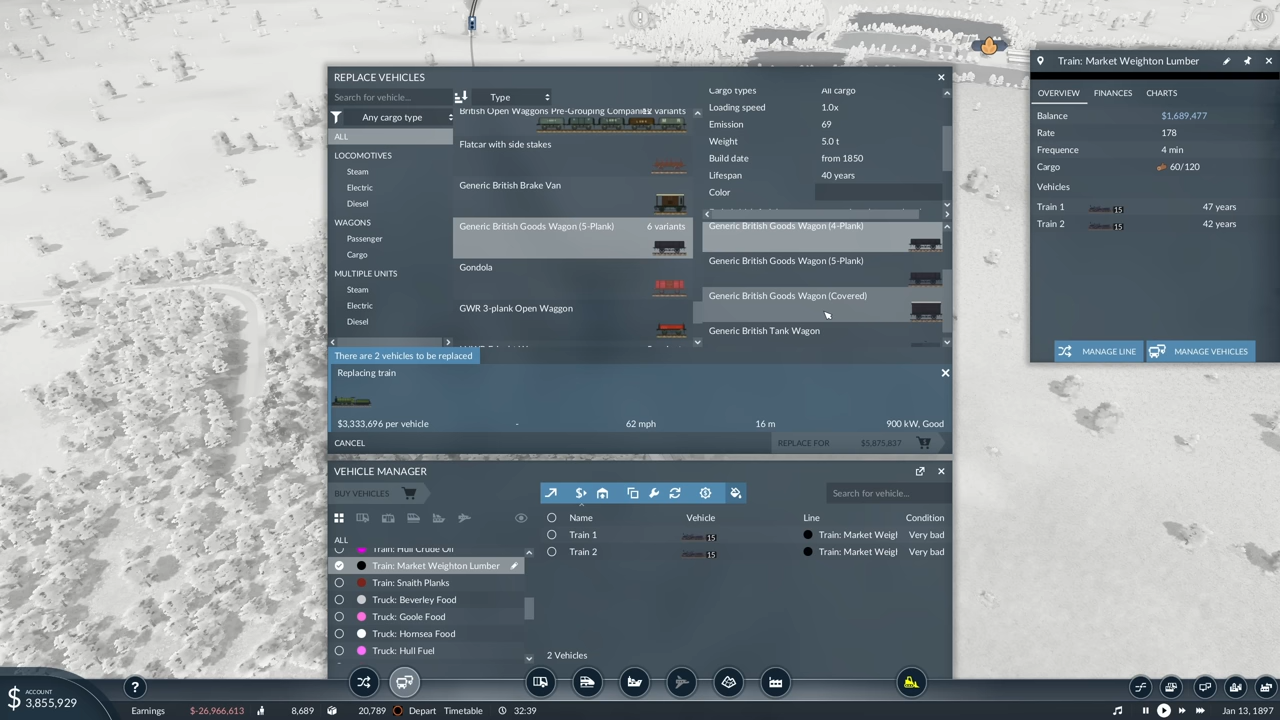 REPLACE VEHICLES
Search for vehicle...
Type
Any cargo type
ALL
LOCOMOTIVES
Steam
Electric
Diesel
WAGONS
Passenger
Cargo
MULTIPLE UNITS
Steam
Electric
Diesel
British Open Waggons Pre-Grouping Companies
variants
Flatcar with side stakes
Generic British Brake Van
Generic British Goods Wagon (5-Plank) 6 variants
Gondola
GWR 3-plank Open Waggon
Cargo types All cargo
Loading speed 1.0x
Emission 69
Weight 5.0 t
Build date from 1850
Lifespan 40 years
Color
Generic British Goods Wagon (4-Plank)
Generic British Goods Wagon (5-Plank)
Generic British Goods Wagon (Covered)
Generic British Tank Wagon
There are 2 vehicles to be replaced
Replacing train
$3,333,696 per vehicle - 62 mph 16 m 900 kW, Good
CANCEL
REPLACE FOR $5,875,837
VEHICLE MANAGER
BUY VEHICLES
Search for vehicle...
ALL
Train: Hull Crude Oil
Train: Market Weighton Lumber
Train: Snaith Planks
Truck: Beverley Food
Truck: Goole Food
Truck: Hornsea Food
Truck: Hull Fuel
Name Vehicle Line Condition
Train 1 15 Train: Market Weigl Very bad
Train 2 15 Train: Market Weigl Very bad
2 Vehicles
Train: Market Weighton Lumber
OVERVIEW FINANCES CHARTS
Balance $1,689,477
Rate 178
Frequence 4 min
Cargo 60/120
Vehicles
Train 1 15 47 years
Train 2 15 42 years
MANAGE LINE MANAGE VEHICLES
$ ACCOUNT
3,855,929
?
Earnings $-26,966,613 8,689 20,789 Depart Timetable 32:39
Jan 13, 1897